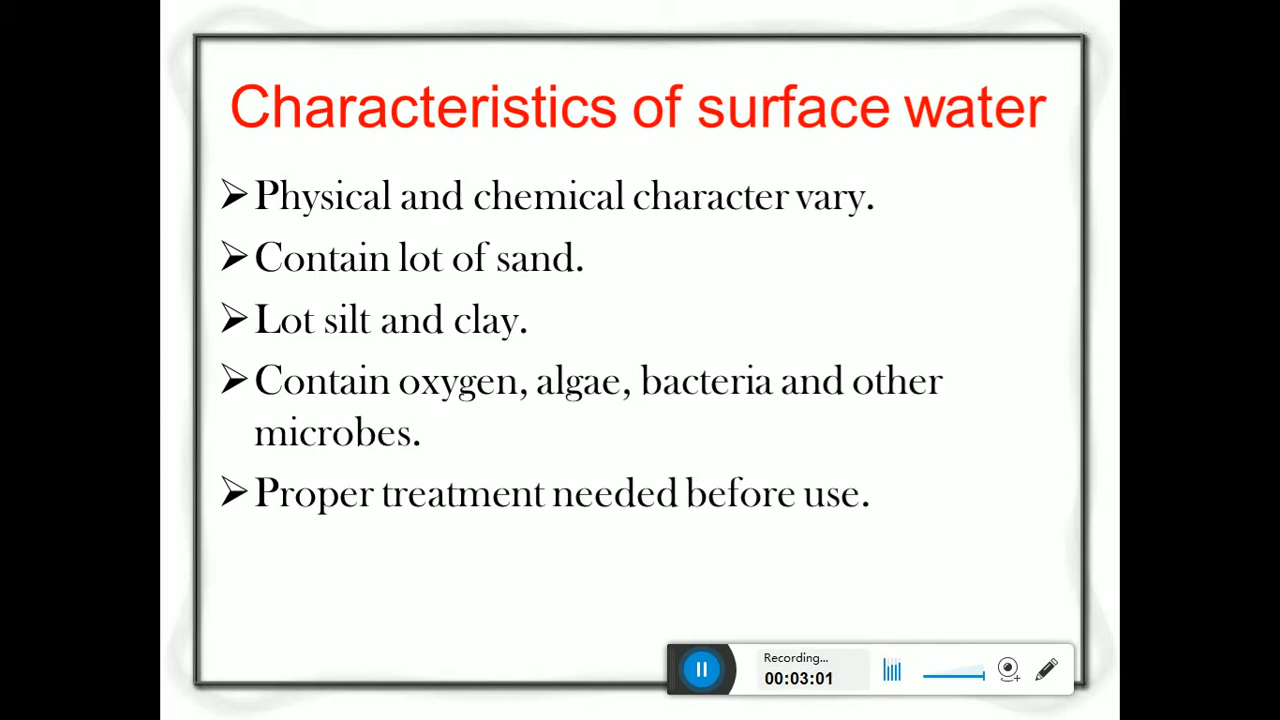 Characteristics of surface water
Physical and chemical character vary.
Contain lot of sand.
Lot silt and clay.
Contain oxygen, algae, bacteria and other
microbes.
Proper treatment needed before use.
Recording...
00:03:01